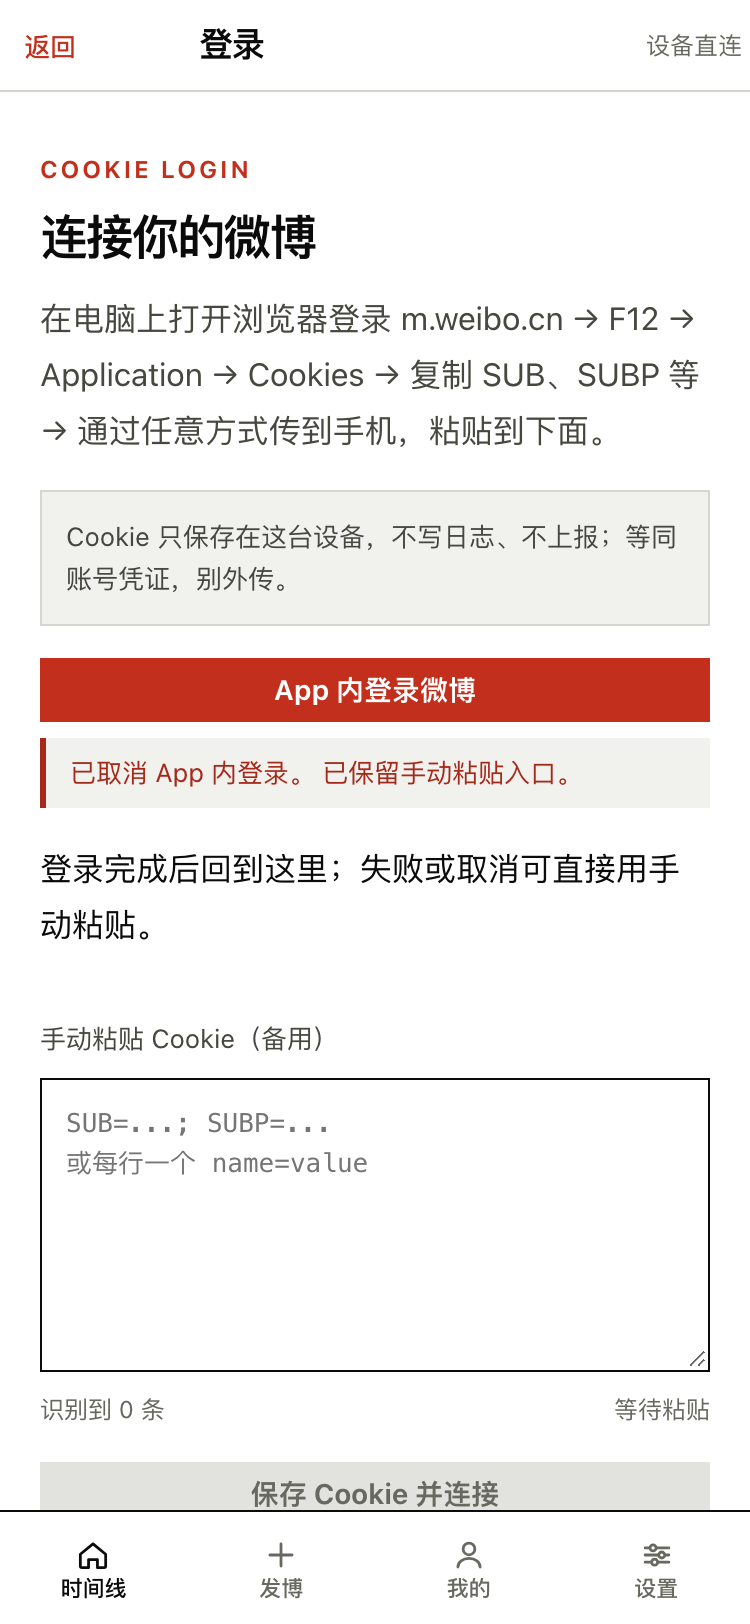 返回
登录
设备直连
COOKIE LOGIN
连接你的微博
在电脑上打开浏览器登录 m.weibo.cn → F12 →
Application → Cookies → 复制 SUB、SUBP 等
→ 通过任意方式传到手机，粘贴到下面。
Cookie 只保存在这台设备，不写日志、不上报；等同
账号凭证，别外传。
App 内登录微博
已取消 App 内登录。 已保留手动粘贴入口。
登录完成后回到这里；失败或取消可直接用手
动粘贴。
手动粘贴 Cookie（备用）
SUB=...; SUBP=...
或每行一个 name=value
识别到 0 条
等待粘贴
保存 Cookie 并连接
时间线
发博
我的
设置